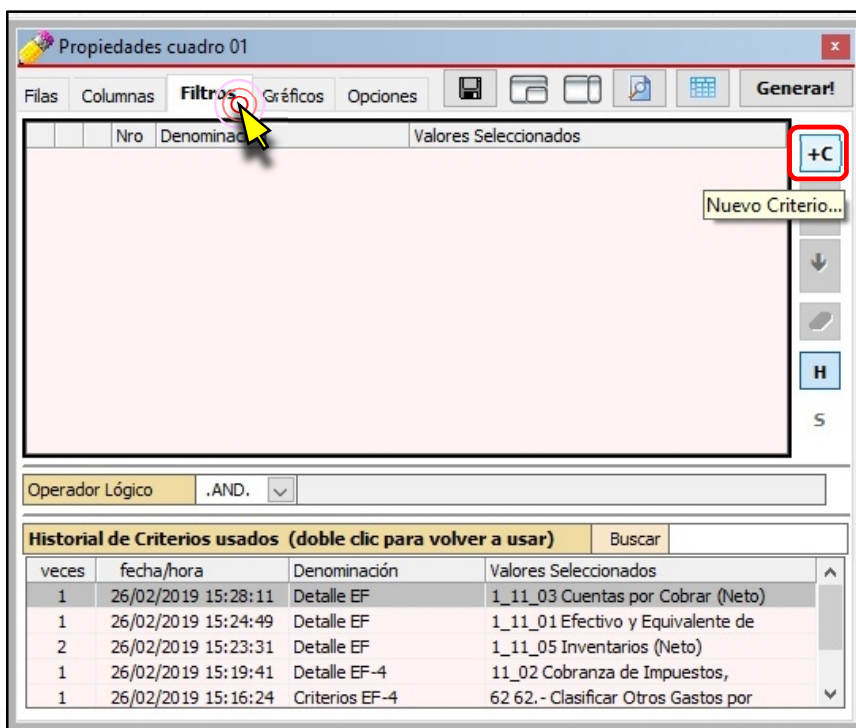 Propiedades cuadro 01
x
Filas Columnas Filtros Gráficos Opciones Generar!
Nro Denominac Valores Seleccionados
+C
Nuevo Criterio...
H
S
Operador Lógico .AND.
Historial de Criterios usados (doble clic para volver a usar) Buscar
veces fecha/hora Denominación Valores Seleccionados
1 26/02/2019 15:28:11 Detalle EF 1_11_03 Cuentas por Cobrar (Neto)
1 26/02/2019 15:24:49 Detalle EF 1_11_01 Efectivo y Equivalente de
2 26/02/2019 15:23:31 Detalle EF 1_11_05 Inventarios (Neto)
1 26/02/2019 15:19:41 Detalle EF-4 11_02 Cobranza de Impuestos,
1 26/02/2019 15:16:24 Criterios EF-4 62 62.- Clasificar Otros Gastos por